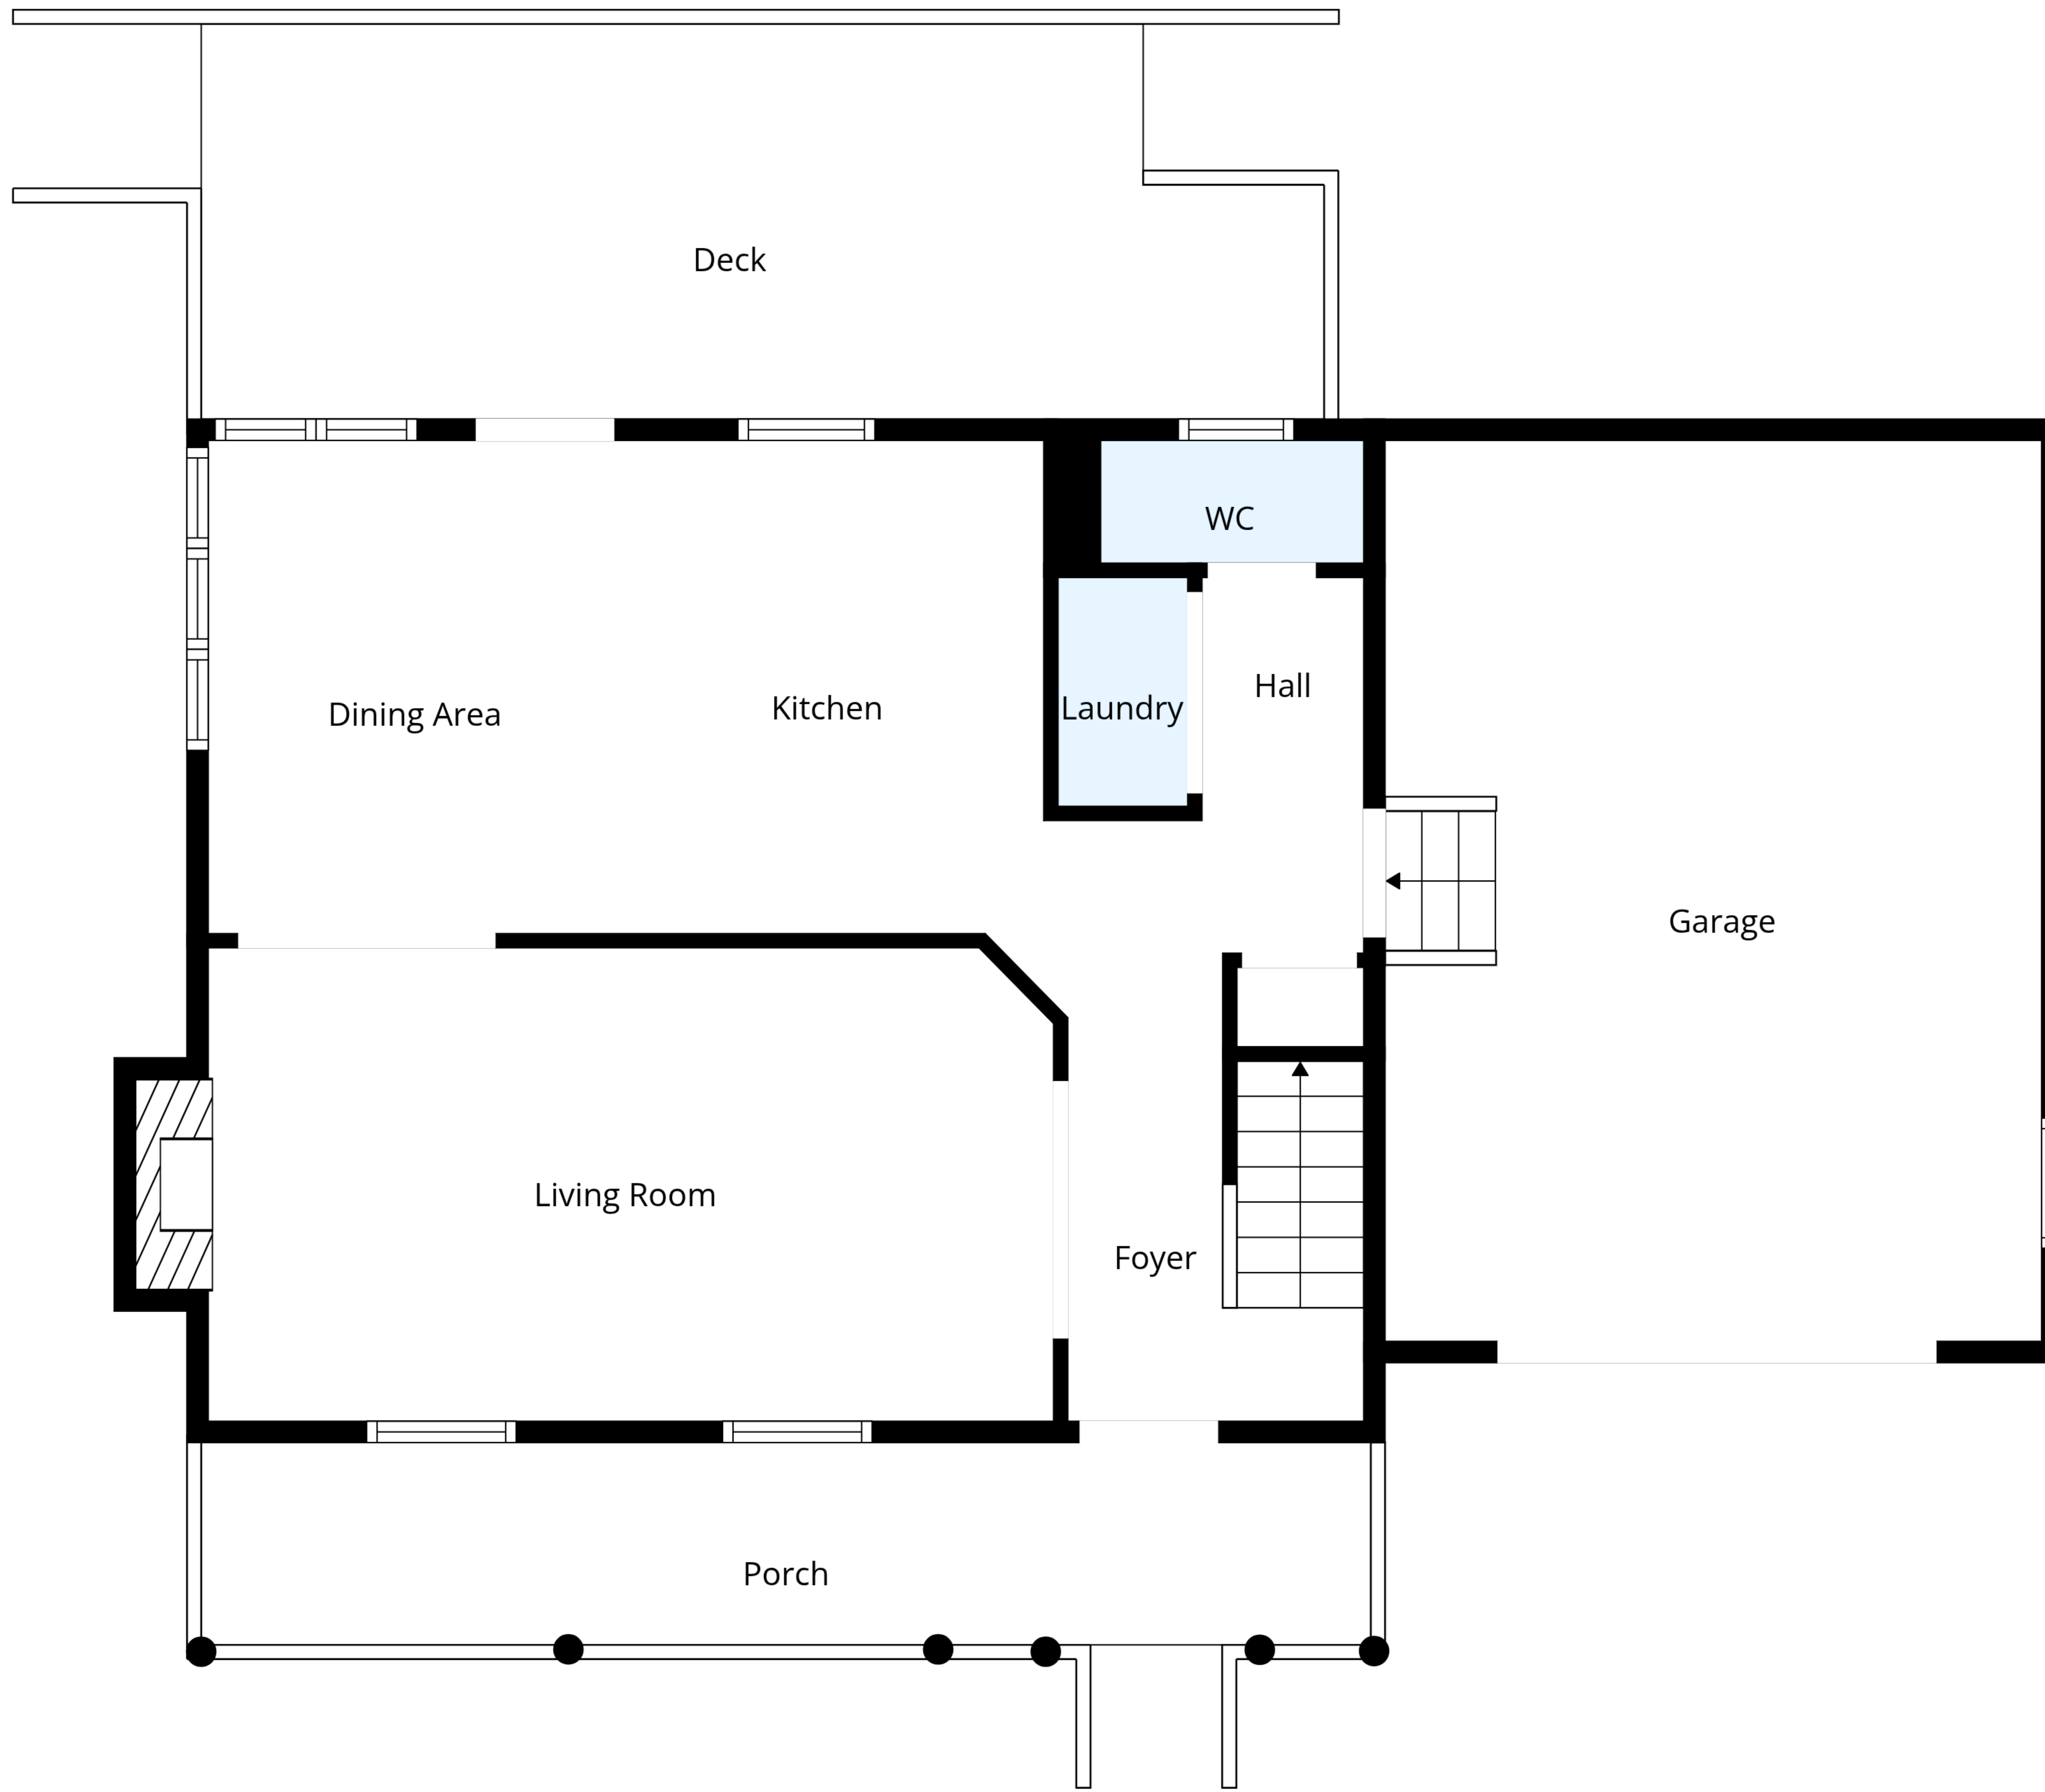 Deck
WC
Hall
Dining Area
Kitchen
Laundry
Garage
Living Room
Foyer
Porch